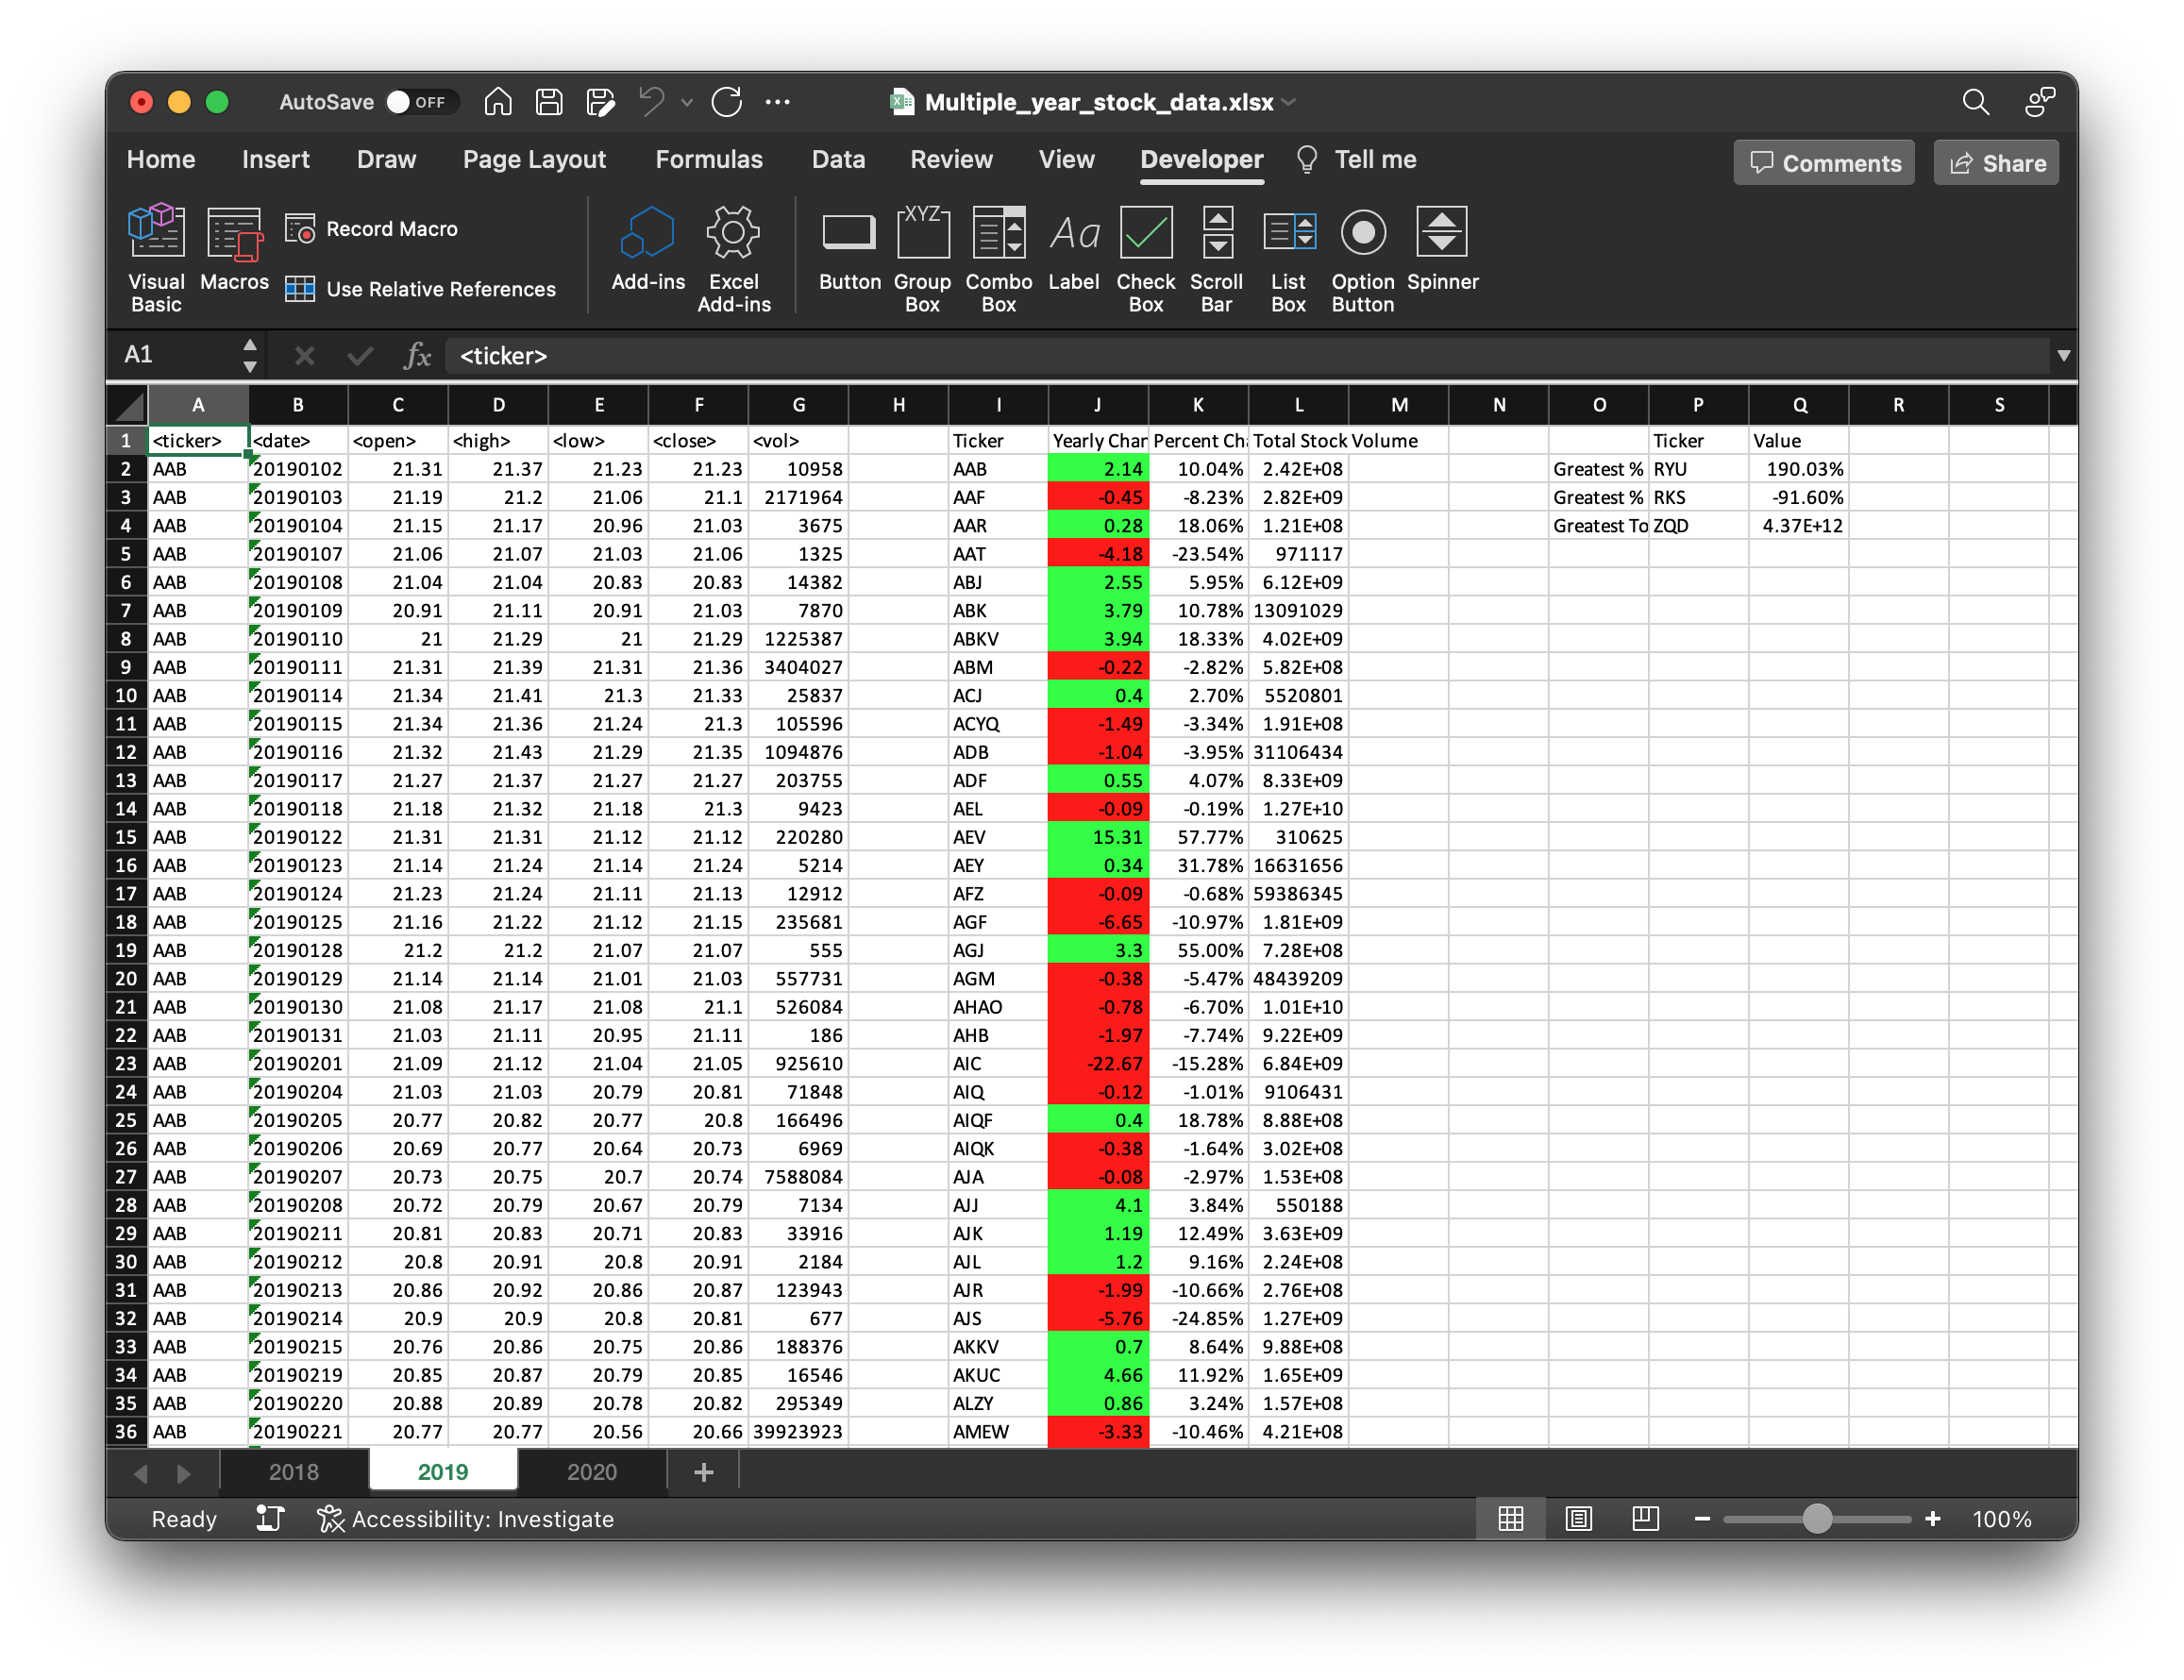 AutoSave OFF Multiple_year_stock_data.xlsx
Home Insert Draw Page Layout Formulas Data Review View Developer Tell me Comments Share
Visual Basic Macros Record Macro Use Relative References Add-ins Excel Add-ins Button XYZ Group Box Combo Box Aa Label Check Box Scroll Bar List Box Option Button Spinner
A1 fx <ticker>
A B C D E F G H I J K L M N O P Q R S
1 <ticker> <date> <open> <high> <low> <close> <vol> Ticker Yearly Char Percent Ch Total Stock Volume Ticker Value
2 AAB 20190102 21.31 21.37 21.23 21.23 10958 AAB 2.14 10.04% 2.42E+08 Greatest % RYU 190.03%
3 AAB 20190103 21.19 21.2 21.06 21.1 2171964 AAF -0.45 -8.23% 2.82E+09 Greatest % RKS -91.60%
4 AAB 20190104 21.15 21.17 20.96 21.03 3675 AAR 0.28 18.06% 1.21E+08 Greatest To ZQD 4.37E+12
5 AAB 20190107 21.06 21.07 21.03 21.06 1325 AAT -4.18 -23.54% 971117
6 AAB 20190108 21.04 21.04 20.83 20.83 14382 ABJ 2.55 5.95% 6.12E+09
7 AAB 20190109 20.91 21.11 20.91 21.03 7870 ABK 3.79 10.78% 13091029
8 AAB 20190110 21 21.29 21 21.29 1225387 ABKV 3.94 18.33% 4.02E+09
9 AAB 20190111 21.31 21.39 21.31 21.36 3404027 ABM -0.22 -2.82% 5.82E+08
10 AAB 20190114 21.34 21.41 21.3 21.33 25837 ACJ 0.4 2.70% 5520801
11 AAB 20190115 21.34 21.36 21.24 21.3 105596 ACYQ -1.49 -3.34% 1.91E+08
12 AAB 20190116 21.32 21.43 21.29 21.35 1094876 ADB -1.04 -3.95% 31106434
13 AAB 20190117 21.27 21.37 21.27 21.27 203755 ADF 0.55 4.07% 8.33E+09
14 AAB 20190118 21.18 21.32 21.18 21.3 9423 AEL -0.09 -0.19% 1.27E+10
15 AAB 20190122 21.31 21.31 21.12 21.12 220280 AEV 15.31 57.77% 310625
16 AAB 20190123 21.14 21.24 21.14 21.24 5214 AEY 0.34 31.78% 16631656
17 AAB 20190124 21.23 21.24 21.11 21.13 12912 AFZ -0.09 -0.68% 59386345
18 AAB 20190125 21.16 21.22 21.12 21.15 235681 AGF -6.65 -10.97% 1.81E+09
19 AAB 20190128 21.2 21.2 21.07 21.07 555 AGJ 3.3 55.00% 7.28E+08
20 AAB 20190129 21.14 21.14 21.01 21.03 557731 AGM -0.38 -5.47% 48439209
21 AAB 20190130 21.08 21.17 21.08 21.1 526084 AHAO -0.78 -6.70% 1.01E+10
22 AAB 20190131 21.03 21.11 20.95 21.11 186 AHB -1.97 -7.74% 9.22E+09
23 AAB 20190201 21.09 21.12 21.04 21.05 925610 AIC -22.67 -15.28% 6.84E+09
24 AAB 20190204 21.03 21.03 20.79 20.81 71848 AIQ -0.12 -1.01% 9106431
25 AAB 20190205 20.77 20.82 20.77 20.8 166496 AIQF 0.4 18.78% 8.88E+08
26 AAB 20190206 20.69 20.77 20.64 20.73 6969 AIQK -0.38 -1.64% 3.02E+08
27 AAB 20190207 20.73 20.75 20.7 20.74 7588084 AJA -0.08 -2.97% 1.53E+08
28 AAB 20190208 20.72 20.79 20.67 20.79 7134 AJJ 4.1 3.84% 550188
29 AAB 20190211 20.81 20.83 20.71 20.83 33916 AJK 1.19 12.49% 3.63E+09
30 AAB 20190212 20.8 20.91 20.8 20.91 2184 AJL 1.2 9.16% 2.24E+08
31 AAB 20190213 20.86 20.92 20.86 20.87 123943 AJR -1.99 -10.66% 2.76E+08
32 AAB 20190214 20.9 20.9 20.8 20.81 677 AJS -5.76 -24.85% 1.27E+09
33 AAB 20190215 20.76 20.86 20.75 20.86 188376 AKKV 0.7 8.64% 9.88E+08
34 AAB 20190219 20.85 20.87 20.79 20.85 16546 AKUC 4.66 11.92% 1.65E+09
35 AAB 20190220 20.88 20.89 20.78 20.82 295349 ALZY 0.86 3.24% 1.57E+08
36 AAB 20190221 20.77 20.77 20.56 20.66 39923923 AMEW -3.33 -10.46% 4.21E+08
2018 2019 2020 +
Ready Accessibility: Investigate 100%